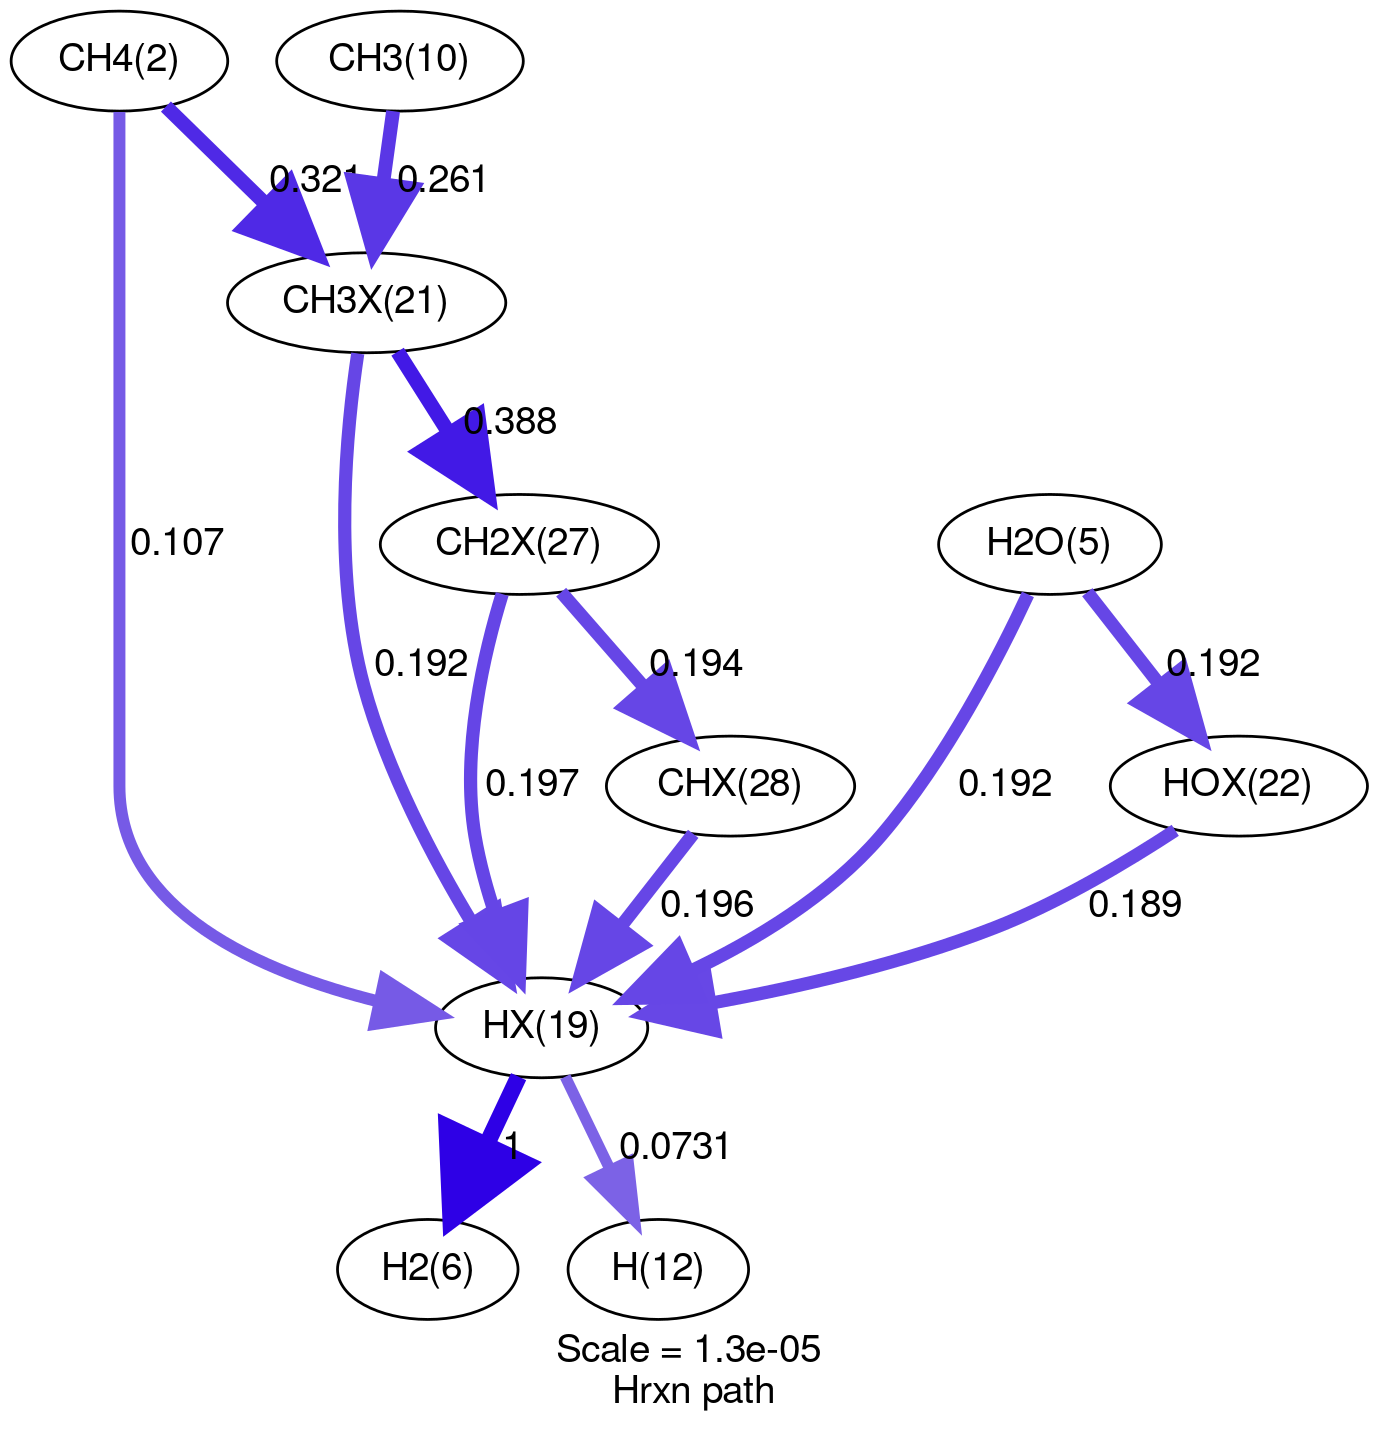 CH4(2)
CH3(10)
0.321
0.261
CH3X(21)
0.388
CH2X(27)
H2O(5)
0.107
0.192
0.194
0.192
0.197
CHX(28)
0.192
HOX(22)
0.196
0.189
HX(19)
1
0.0731
H2(6)
H(12)
Scale = 1.3e-05
Hrxn path